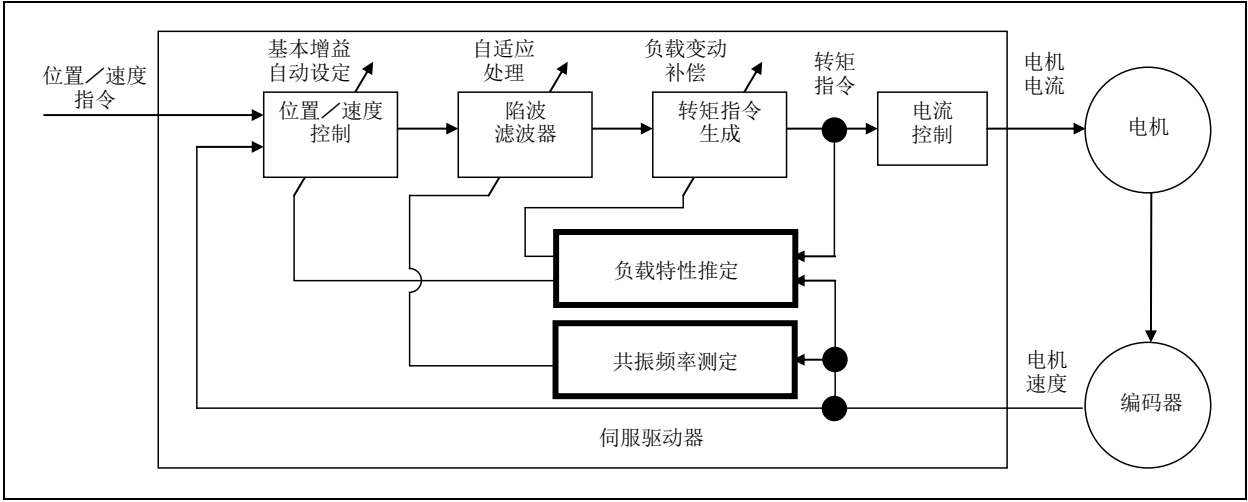 基本增益
自动设定
自适应
处理
负载变动
补偿
转矩
指令
电机
电流
位置／速度
指令
位置／速度
控制
陷波
滤波器
转矩指令
生成
电流
控制
电机
负载特性推定
共振频率测定
电机
速度
编码器
伺服驱动器